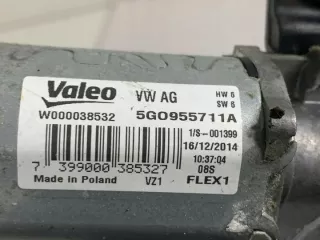 Valeo VW AG HW 6
SW 6
W000038532 5G0955711A
1/S-001399
16/12/2014
10:37:04
7 399000 385327 08S
Made in Poland VZ1 FLEX1